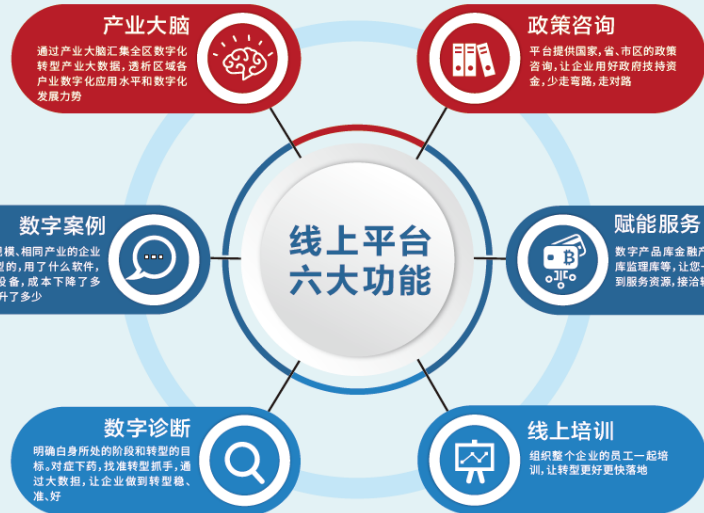 产业大脑
通过产业大脑汇集全区数字化
转型产业大数据,透析区域各
户业数字化应用水平和数字化
发展力势
政策咨询
平台提供国家,省、市区的政策
咨询,让企业用好政府技持资
金,少走弯路,走对路
数字案例
模、相同产业的企业
型的,用了什么软件,
设备,成本下降了多
升了多少
线上平台
六大功能
赋能服务
数字产品库金融产
库监理库等,让您一
到服务资源,接洽
数字诊断
明确白身所处的阶段和转型的目
标。对症下药,找准转型抓手,通
过大数担,让企业做到转型稳、
准、好
线上培训
组织整个企业的员工一起培
训,让转型更好更快落地